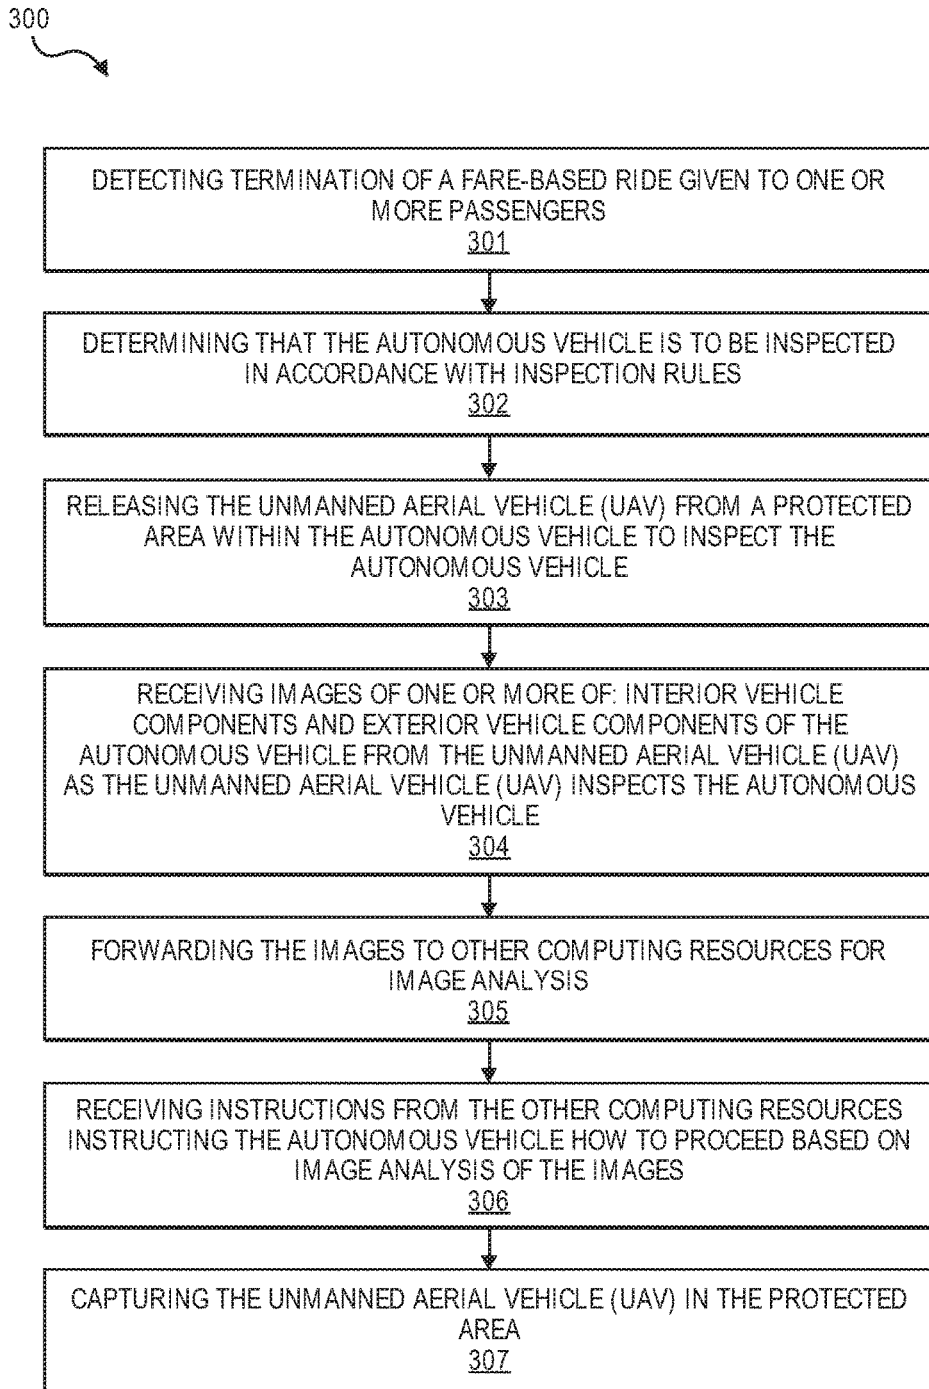 300
DETECTING TERMINATION OF A FARE-BASED RIDE GIVEN TO ONE OR
MORE PASSENGERS
301
DETERMINING THAT THE AUTONOMOUS VEHICLE IS TO BE INSPECTED
IN ACCORDANCE WITH INSPECTION RULES
302
RELEASING THE UNMANNED AERIAL VEHICLE (UAV) FROM A PROTECTED
AREA WITHIN THE AUTONOMOUS VEHICLE TO INSPECT THE
AUTONOMOUS VEHICLE
303
RECEIVING IMAGES OF ONE OR MORE OF: INTERIOR VEHICLE
COMPONENTS AND EXTERIOR VEHICLE COMPONENTS OF THE
AUTONOMOUS VEHICLE FROM THE UNMANNED AERIAL VEHICLE (UAV)
AS THE UNMANNED AERIAL VEHICLE (UAV) INSPECTS THE AUTONOMOUS
VEHICLE
304
FORWARDING THE IMAGES TO OTHER COMPUTING RESOURCES FOR
IMAGE ANALYSIS
305
RECEIVING INSTRUCTIONS FROM THE OTHER COMPUTING RESOURCES
INSTRUCTING THE AUTONOMOUS VEHICLE HOW TO PROCEED BASED ON
IMAGE ANALYSIS OF THE IMAGES
306
CAPTURING THE UNMANNED AERIAL VEHICLE (UAV) IN THE PROTECTED
AREA
307